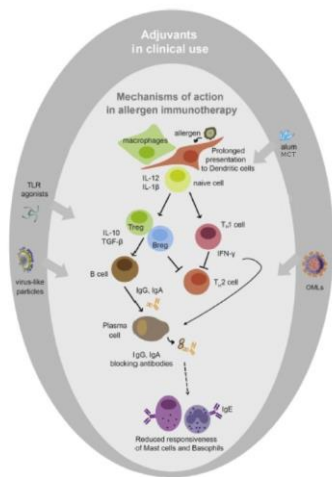 Adjuvants
in clinical use
Mechanisms of action
in allergen immunotherapy
macrophages
allergen
Prolonged
presentation
to Dendritic cells
alum
MCT
IL-12
IL-1β
naive cell
TLR
agonists
IL-10
TGF-β
Treg
Breg
TH1 cell
IFN-γ
B cell
TH2 cell
virus-like
particles
OMLs
IgG, IgA
Plasma
cell
IgG, IgA
blocking antibodies
IgE
Reduced responsiveness
of Mast cells and Basophils